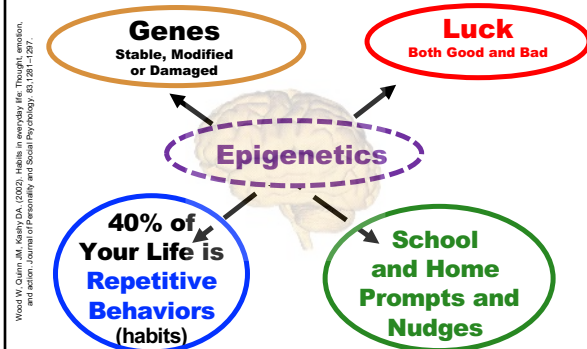 Genes
Stable, Modified
or Damaged
Luck
Both Good and Bad
Epigenetics
40% of
Your Life is
Repetitive
Behaviors
(habits)
School
and Home
Prompts and
Nudges
Wood W, Quinn JM, Kashy DA, (2002). Habits in everyday life: Thought, emotion,
and action. Journal of Personality and Social Psychology, 83,1281–1297.